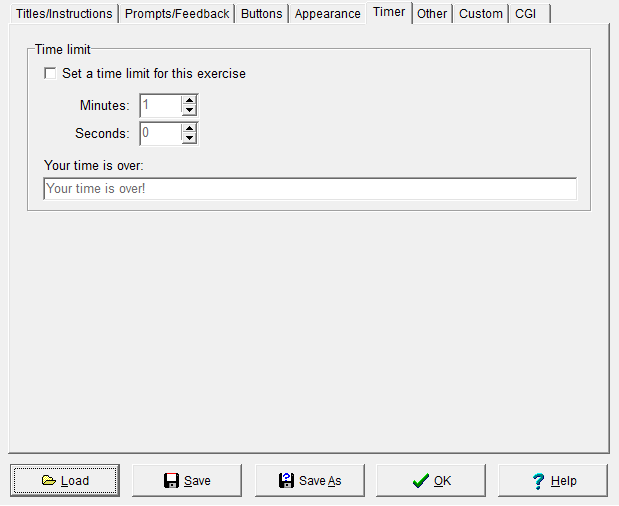 Titles/Instructions Prompts/Feedback Buttons Appearance Timer Other Custom CGI
Time limit
Set a time limit for this exercise
Minutes: 1
Seconds: 0
Your time is over:
Your time is over!
Load Save Save As OK Help